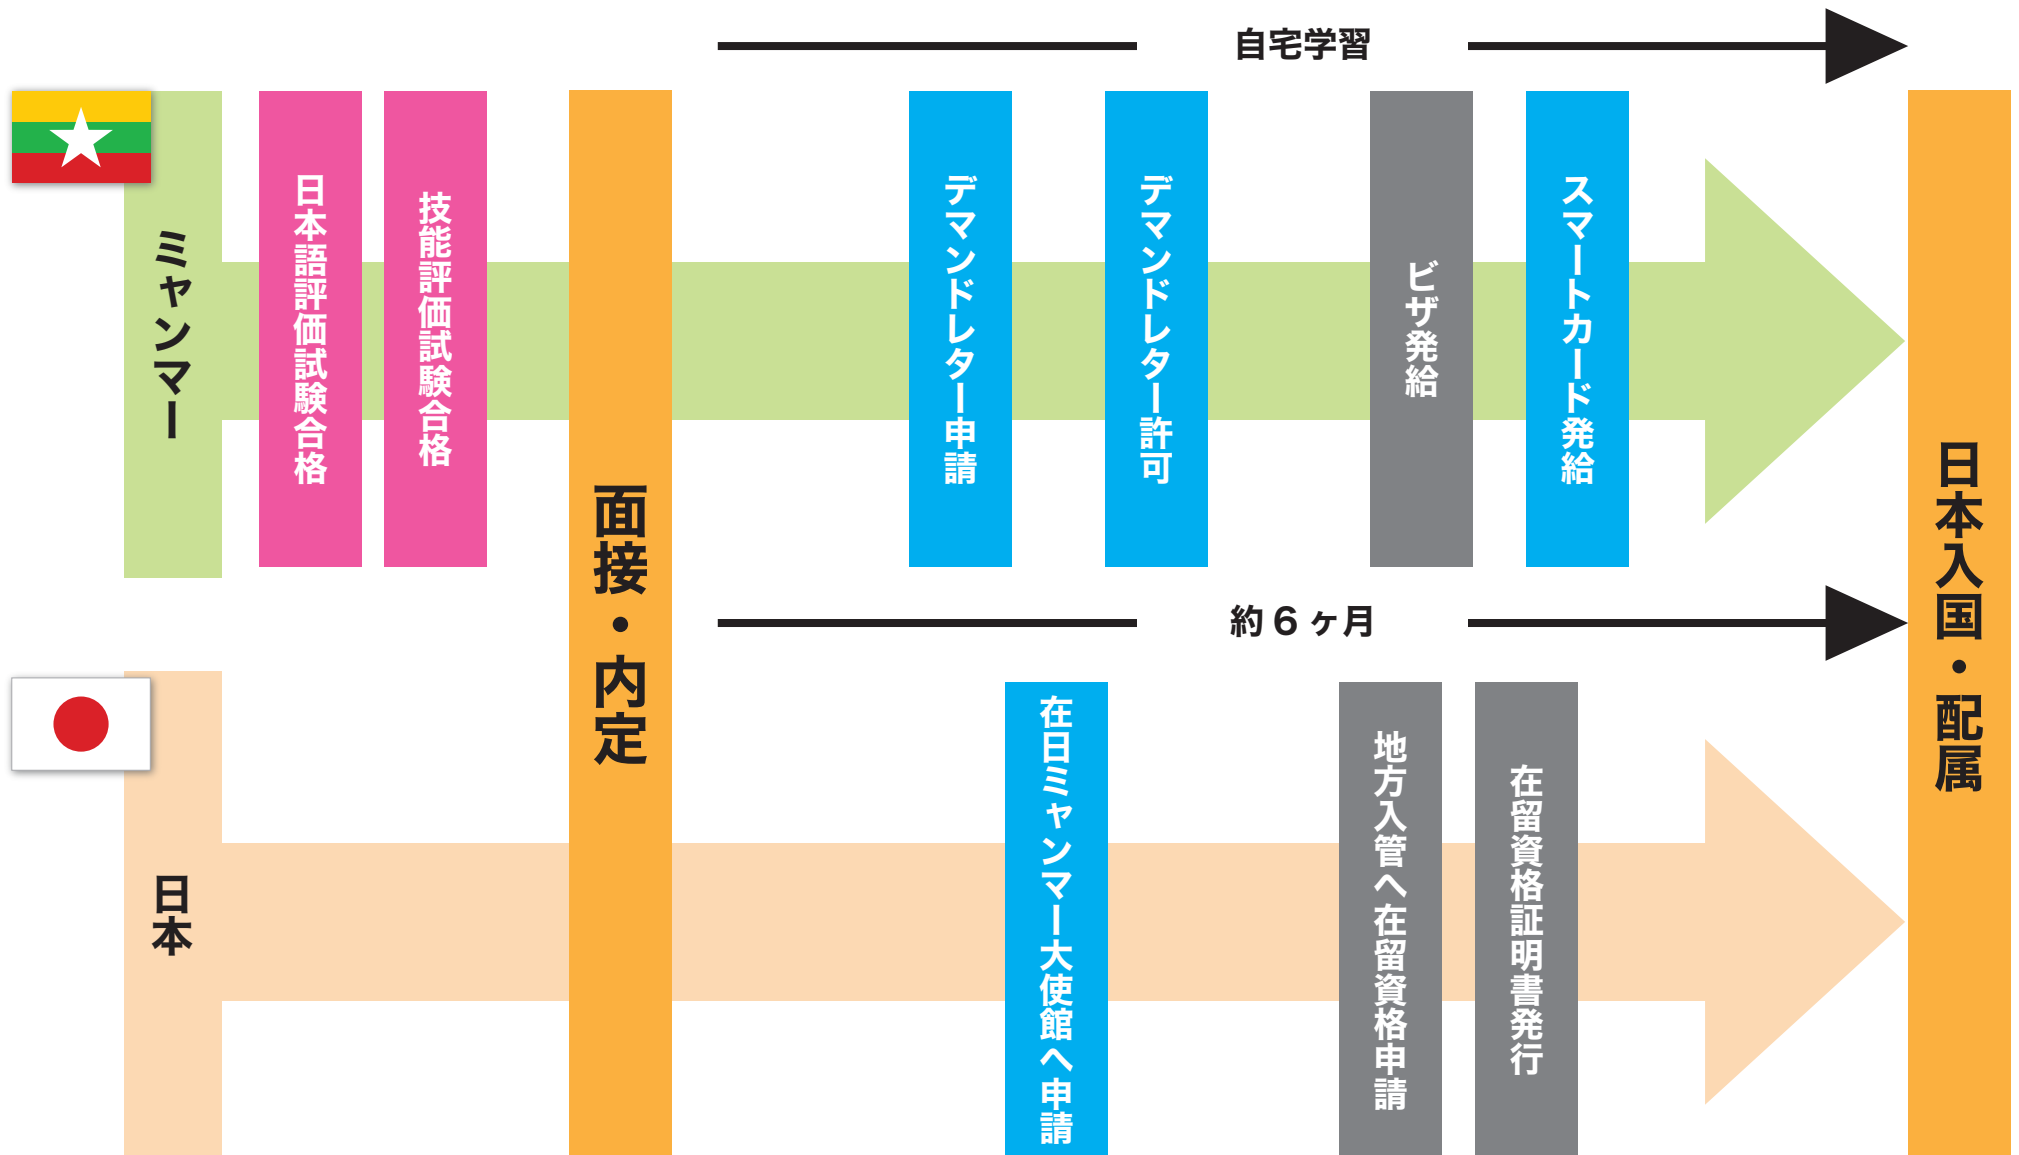 自宅学習
ミャンマー
日本語評価試験合格
技能評価試験合格
面接・内定
デマンドレター申請
デマンドレター許可
ビザ発給
スマートカード発給
日本入国・配属
約６ヶ月
日本
在日ミャンマー大使館へ申請
地方入管へ在留資格申請
在留資格証明書発行